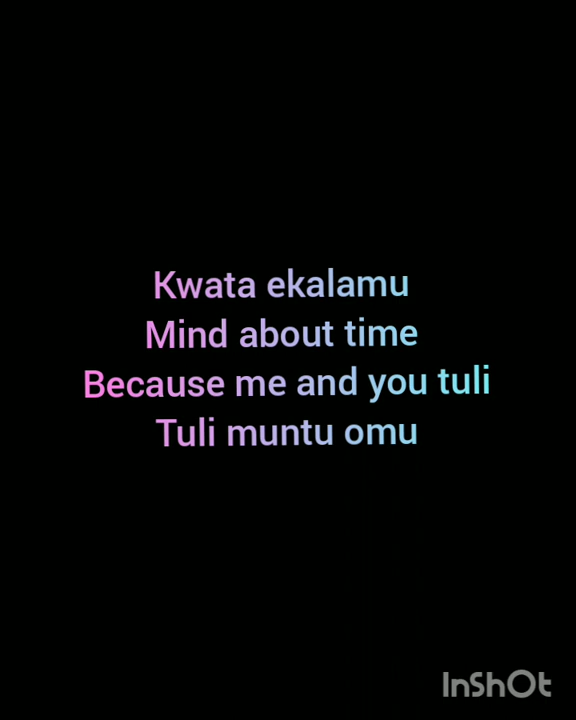 Kwata ekalamu
Mind about time
Because me and you tuli
Tuli muntu omu
InShOt